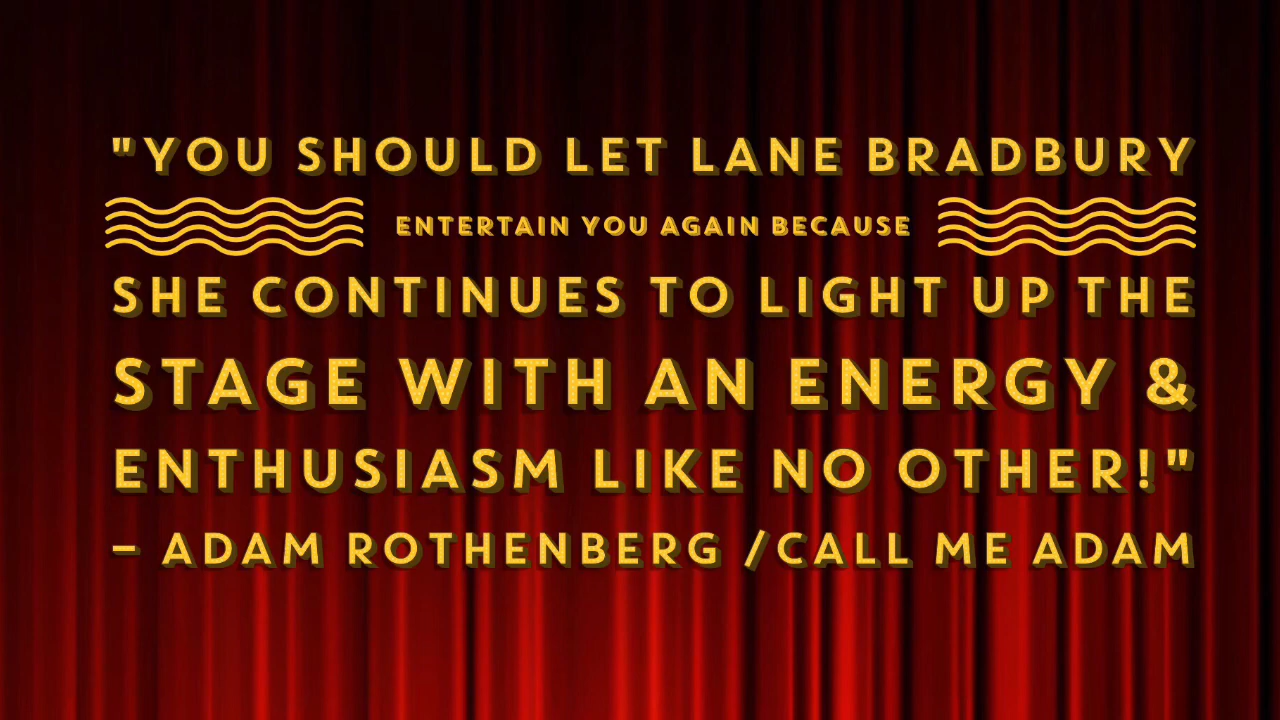 "YOU SHOULD LET LANE BRADBURY
ENTERTAIN YOU AGAIN BECAUSE
SHE CONTINUES TO LIGHT UP THE
STAGE WITH AN ENERGY &
ENTHUSIASM LIKE NO OTHER!"
- ADAM ROTHENBERG /CALL ME ADAM